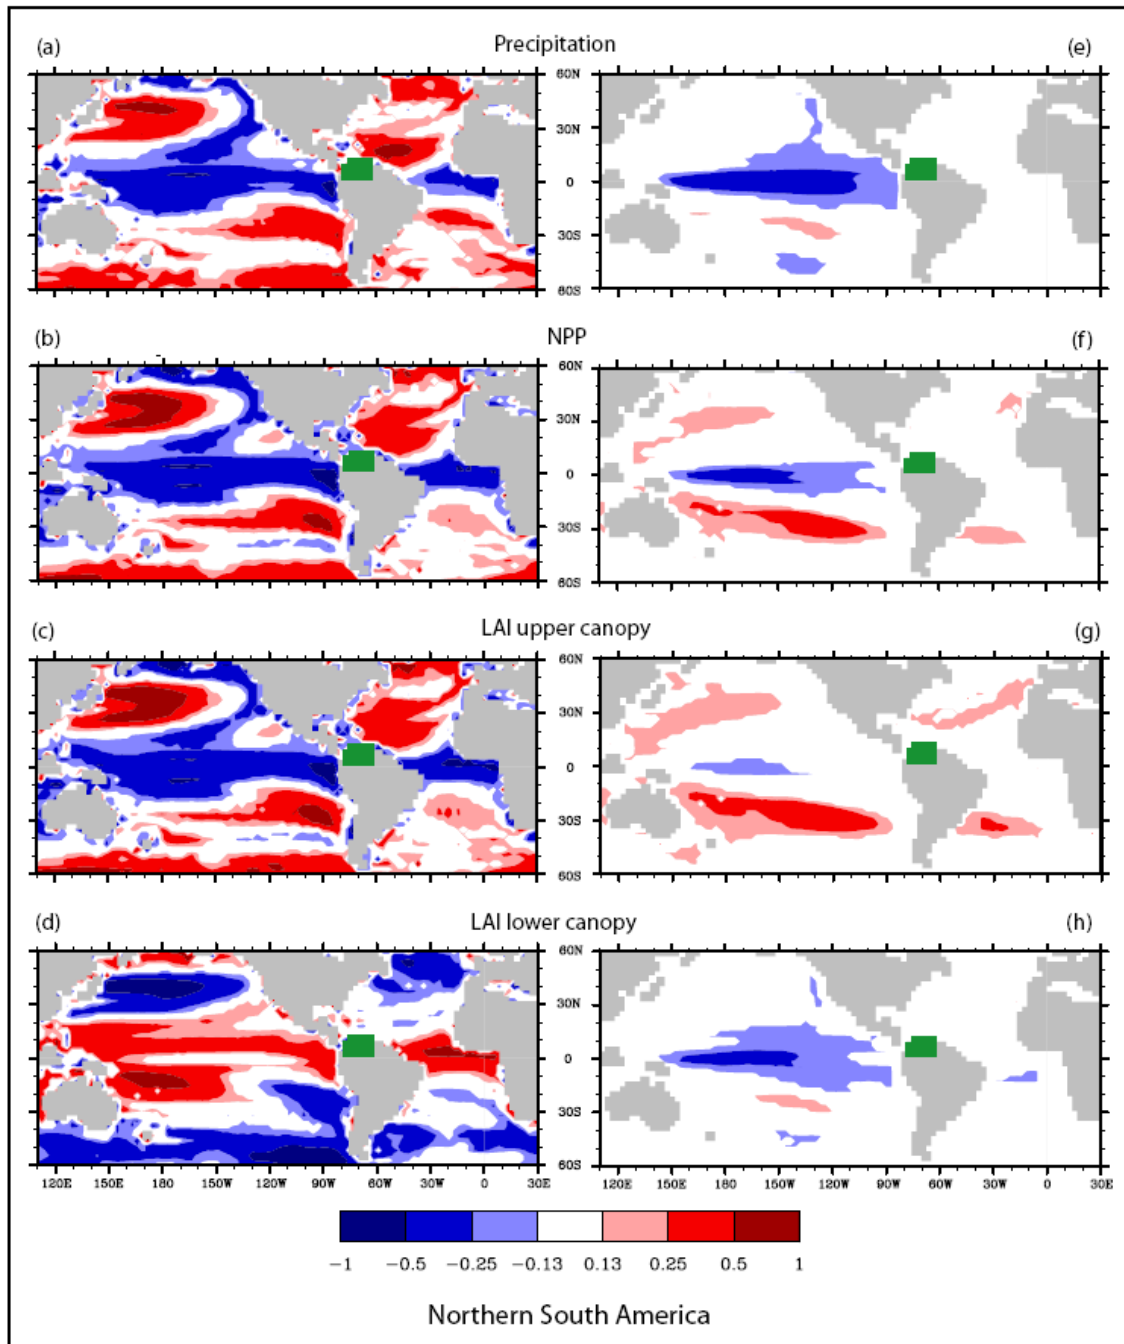 (a) Precipitation (e)
60N
30N
0
30S
60S
(b) NPP (f)
60N
30N
0
30S
60S
(c) LAI upper canopy (g)
60N
30N
0
30S
60S
(d) LAI lower canopy (h)
60N
30N
0
30S
60S
120E 150E 180 150W 120W 90W 60W 30W 0 30E 120E 150E 180 150W 120W 90W 60W 30W 0 30E
−1 −0.5 −0.25 −0.13 0.13 0.25 0.5 1
Northern South America